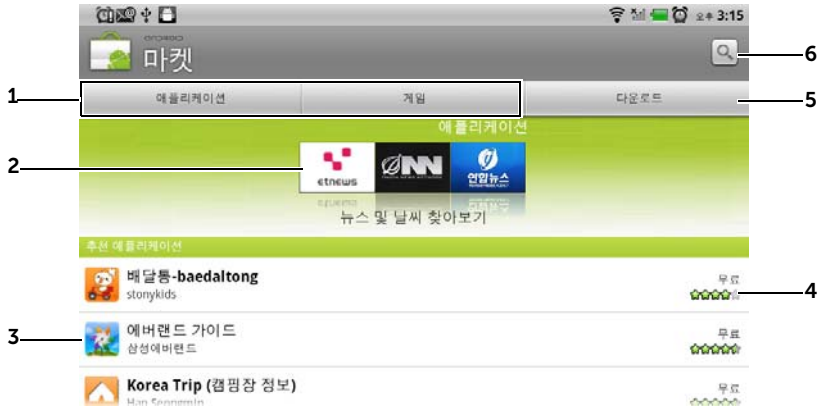 오후 3:15
ANDROID
마켓
6
1
애플리케이션 게임 다운로드
5
애플리케이션
2
etnews NN 연합뉴스
뉴스 및 날씨 찾아보기
추천 애플리케이션
배달통-baedaltong 무료
stonykids
4
에버랜드 가이드 무료
3
삼성에버랜드
Korea Trip (캠핑장 정보) 무료
Han Seongmin